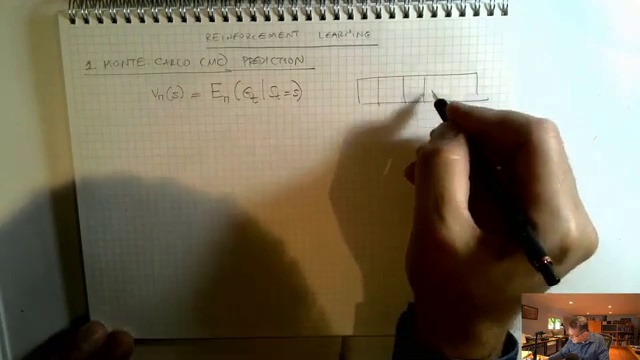 REINFORCEMENT LEARNING
1 MONTE CARLO (MC) PREDICTION
Vπ(s) = Eπ(Gt | St = s)